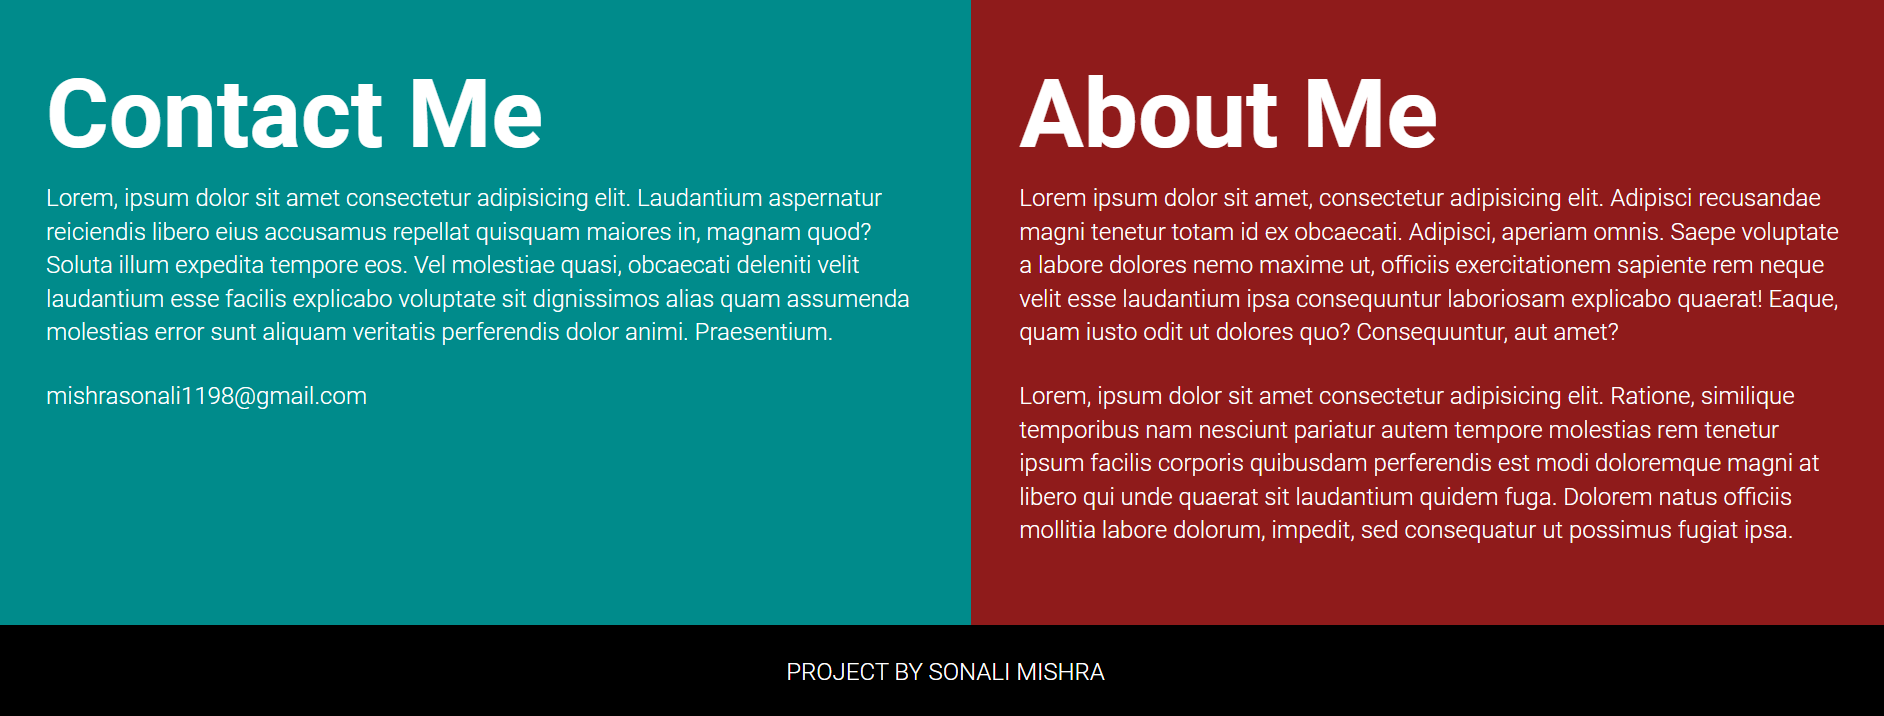 Contact Me
Lorem, ipsum dolor sit amet consectetur adipisicing elit. Laudantium aspernatur
reiciendis libero eius accusamus repellat quisquam maiores in, magnam quod?
Soluta illum expedita tempore eos. Vel molestiae quasi, obcaecati deleniti velit
laudantium esse facilis explicabo voluptate sit dignissimos alias quam assumenda
molestias error sunt aliquam veritatis perferendis dolor animi. Praesentium.
mishrasonali1198@gmail.com
About Me
Lorem ipsum dolor sit amet, consectetur adipisicing elit. Adipisci recusandae
magni tenetur totam id ex obcaecati. Adipisci, aperiam omnis. Saepe voluptate
a labore dolores nemo maxime ut, officiis exercitationem sapiente rem neque
velit esse laudantium ipsa consequuntur laboriosam explicabo quaerat! Eaque,
quam iusto odit ut dolores quo? Consequuntur, aut amet?
Lorem, ipsum dolor sit amet consectetur adipisicing elit. Ratione, similique
temporibus nam nesciunt pariatur autem tempore molestias rem tenetur
ipsum facilis corporis quibusdam perferendis est modi doloremque magni at
libero qui unde quaerat sit laudantium quidem fuga. Dolorem natus officiis
mollitia labore dolorum, impedit, sed consequatur ut possimus fugiat ipsa.
PROJECT BY SONALI MISHRA